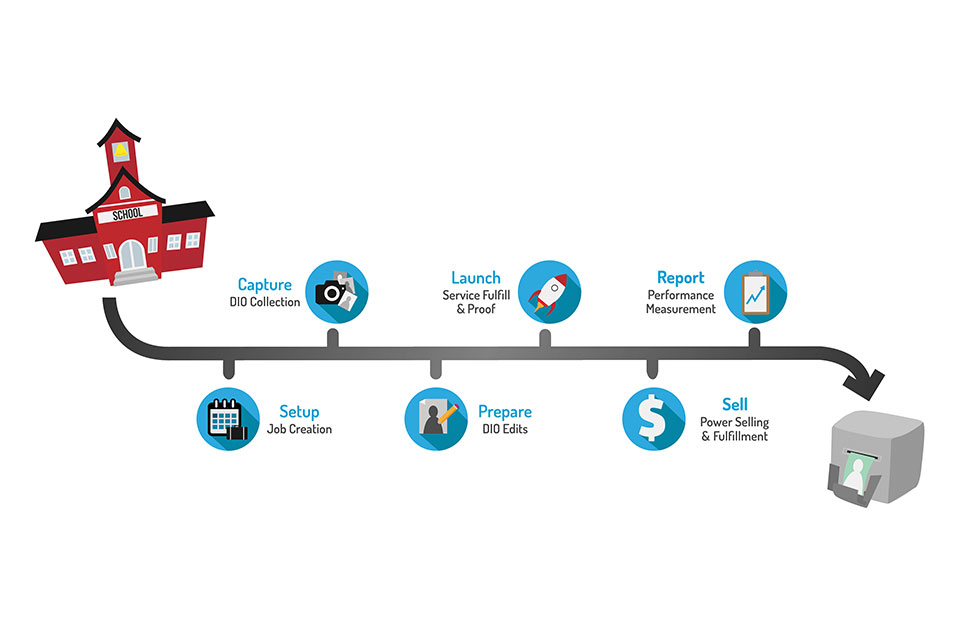 SCHOOL
Capture
DIO Collection
Launch
Service Fulfill
& Proof
Report
Performance
Measurement
Setup
Job Creation
Prepare
DIO Edits
Sell
Power Selling
& Fulfillment